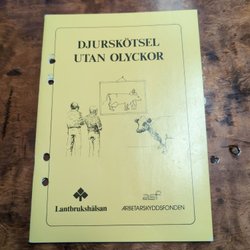 DJURSKÖTSEL
UTAN OLYCKOR
Lantbrukshälsan
asf
ARBETARSKYDDSFONDEN